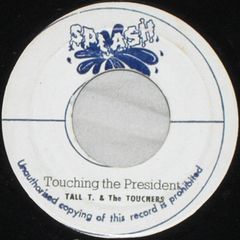 SPLASH
Touching the President
TALL T. & The TOUCHERS
Unauthorised copying of this record is prohibited